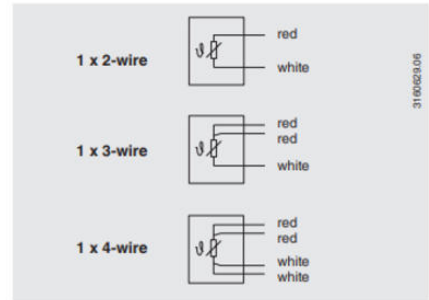 red
1 x 2-wire
ϑ
white
3160629.06
red
red
1 x 3-wire
ϑ
white
red
red
1 x 4-wire
ϑ
white
white